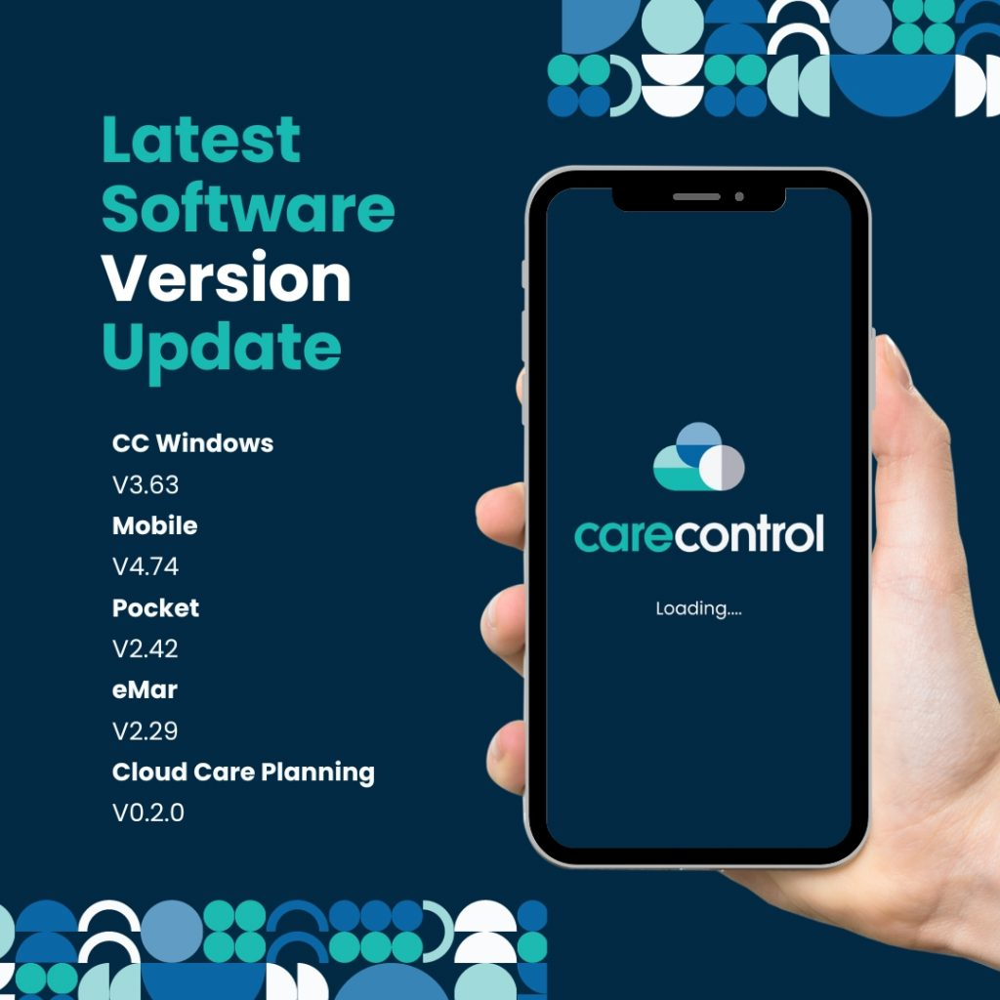 Latest
Software
Version
Update
CC Windows
V3.63
Mobile
V4.74
Pocket
V2.42
eMar
V2.29
Cloud Care Planning
V0.2.0
carecontrol
Loading....